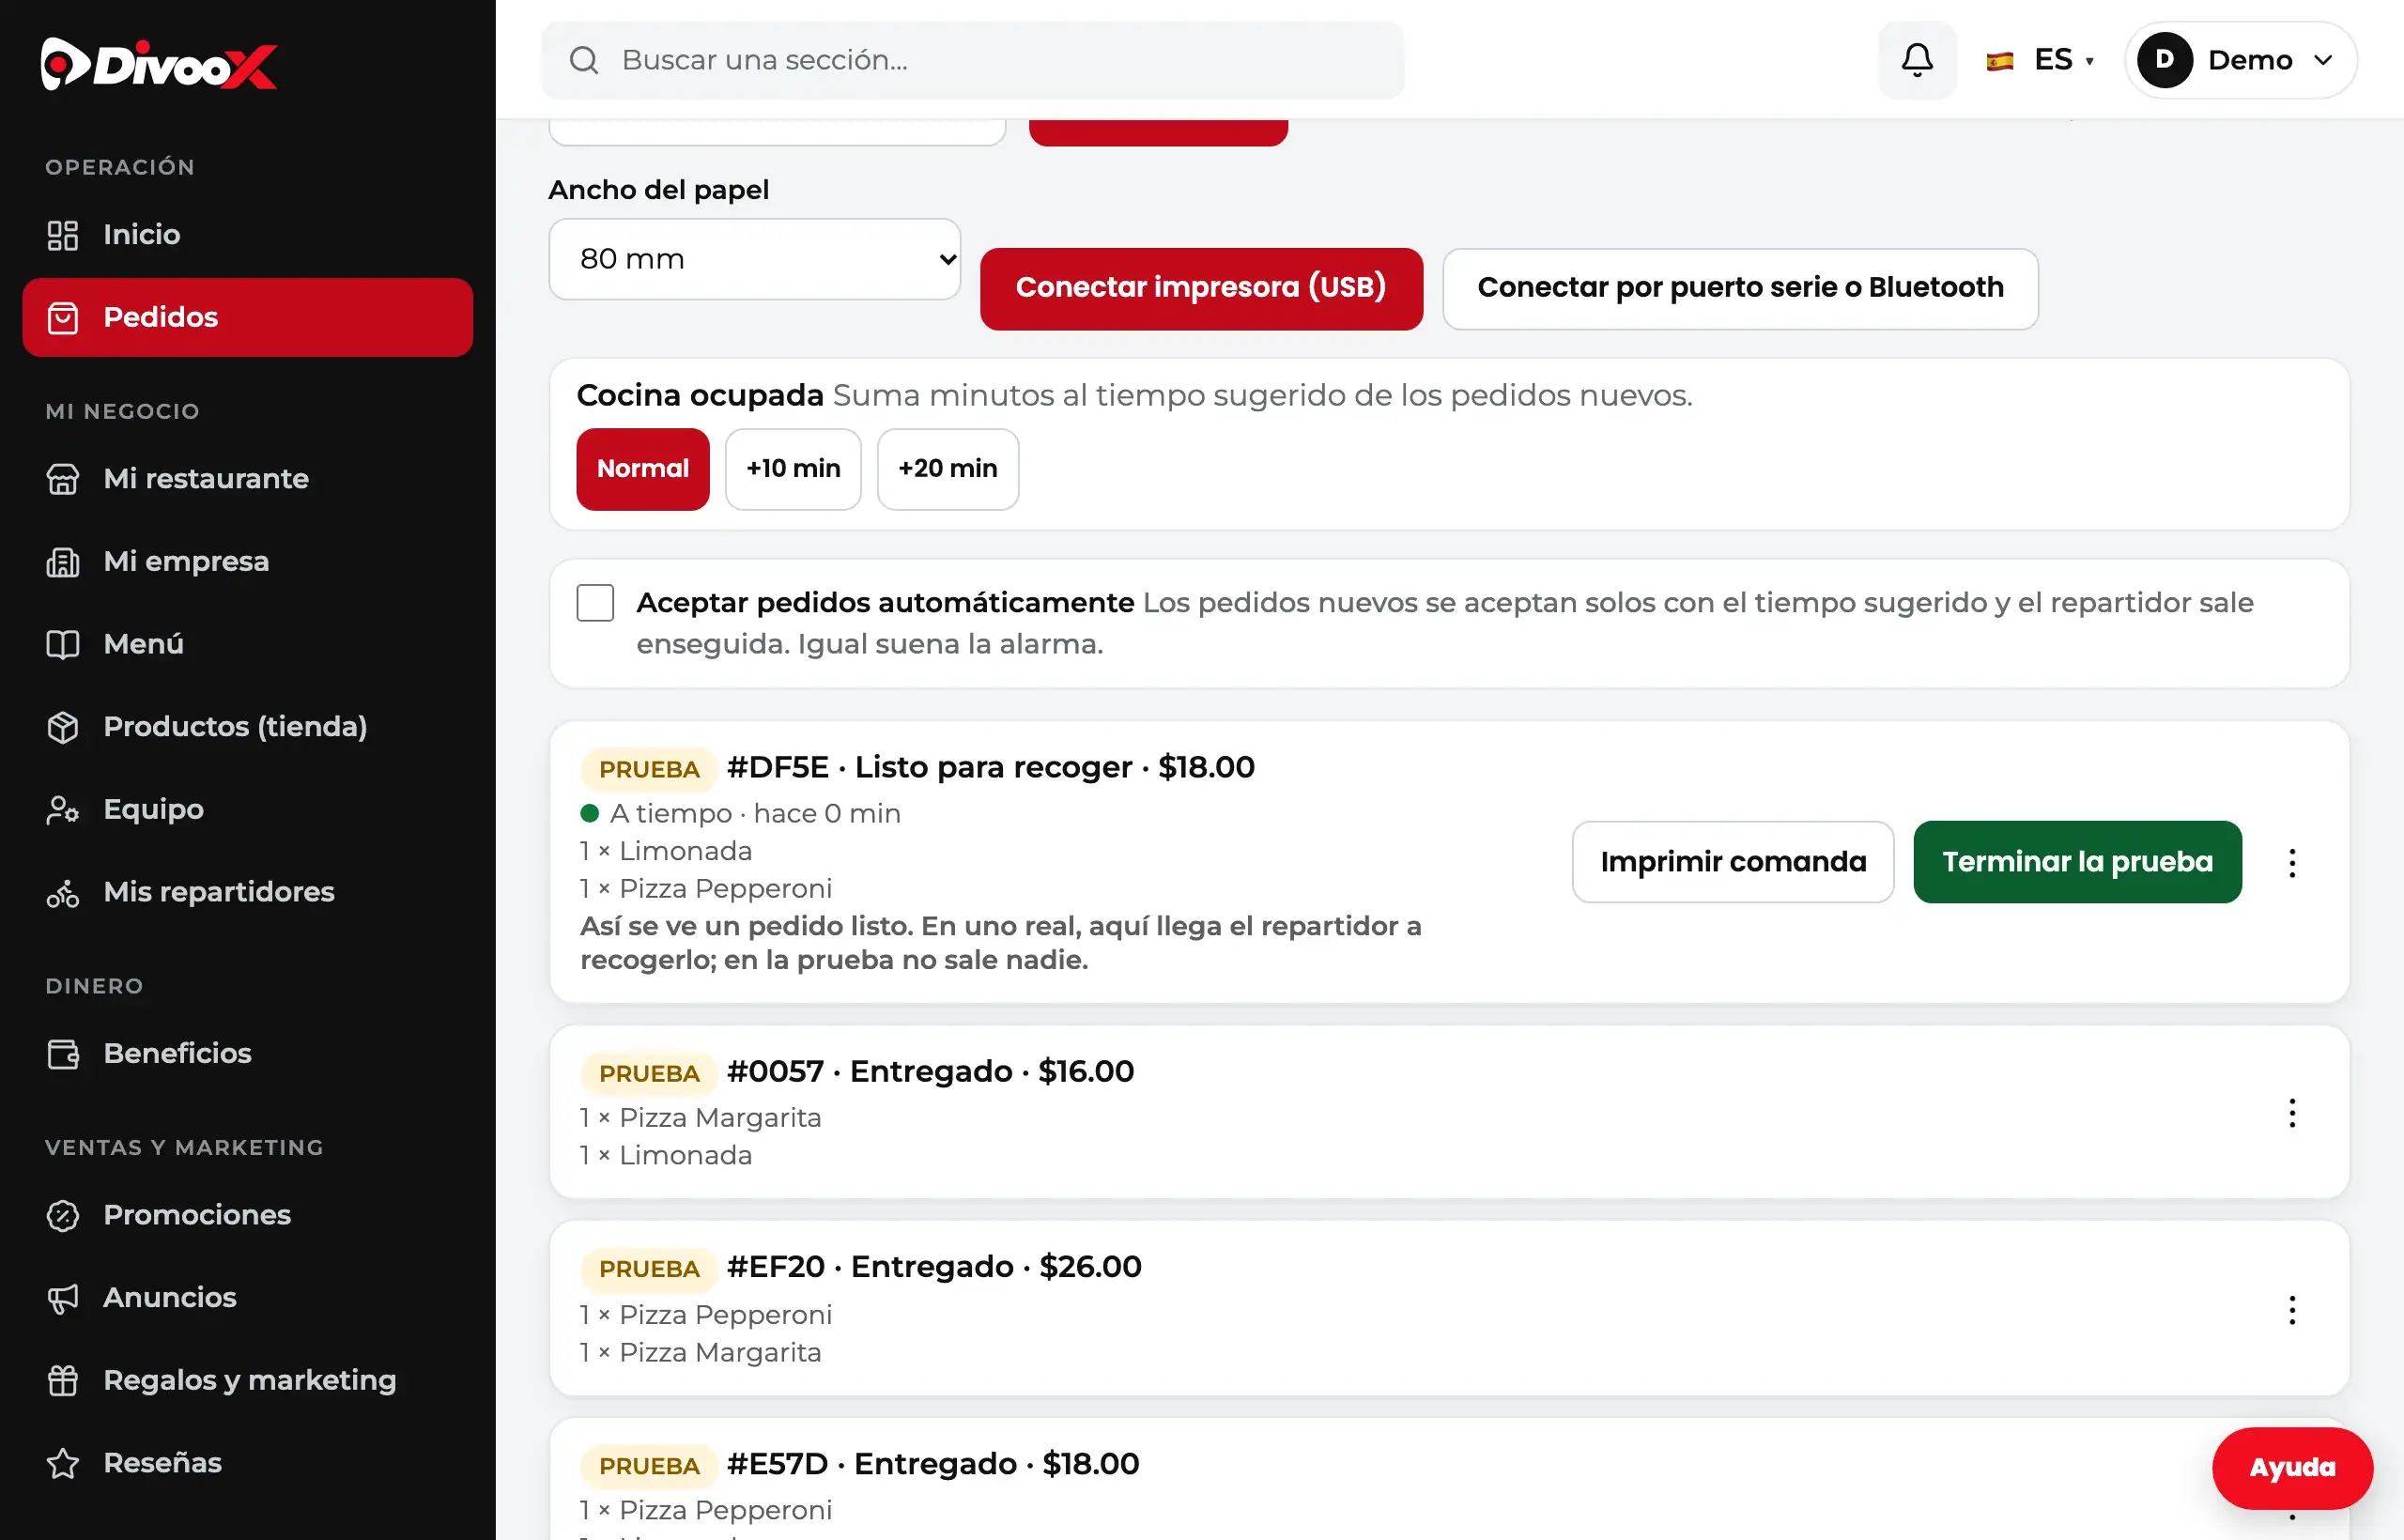 DivooX
Buscar una sección...
ES
D
Demo
OPERACIÓN
Inicio
Pedidos
MI NEGOCIO
Mi restaurante
Mi empresa
Menú
Productos (tienda)
Equipo
Mis repartidores
DINERO
Beneficios
VENTAS Y MARKETING
Promociones
Anuncios
Regalos y marketing
Reseñas
Ancho del papel
80 mm
Conectar impresora (USB)
Conectar por puerto serie o Bluetooth
Cocina ocupada Suma minutos al tiempo sugerido de los pedidos nuevos.
Normal
+10 min
+20 min
Aceptar pedidos automáticamente Los pedidos nuevos se aceptan solos con el tiempo sugerido y el repartidor sale
enseguida. Igual suena la alarma.
PRUEBA #DF5E · Listo para recoger · $18.00
A tiempo · hace 0 min
1 × Limonada
1 × Pizza Pepperoni
Así se ve un pedido listo. En uno real, aquí llega el repartidor a
recogerlo; en la prueba no sale nadie.
Imprimir comanda
Terminar la prueba
PRUEBA #0057 · Entregado · $16.00
1 × Pizza Margarita
1 × Limonada
PRUEBA #EF20 · Entregado · $26.00
1 × Pizza Pepperoni
1 × Pizza Margarita
PRUEBA #E57D · Entregado · $18.00
1 × Pizza Pepperoni
Ayuda